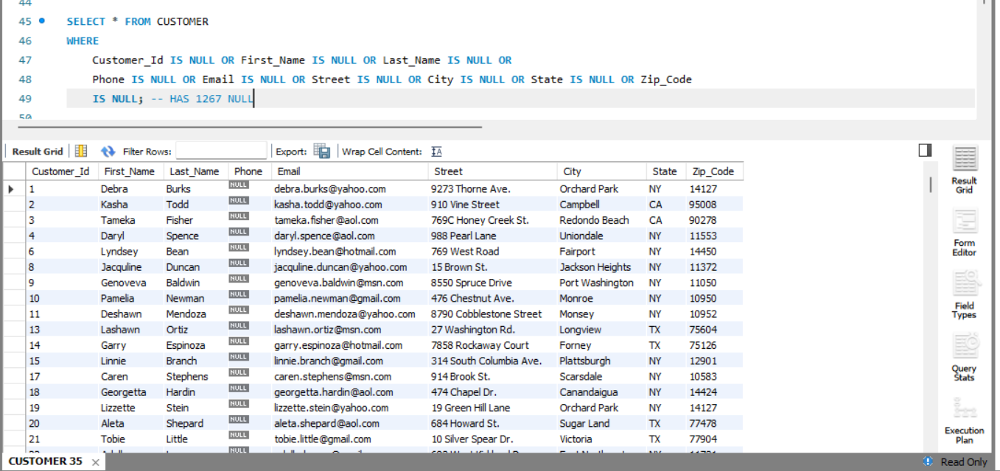 44
45 SELECT * FROM CUSTOMER
46 WHERE
47 Customer_Id IS NULL OR First_Name IS NULL OR Last_Name IS NULL OR
48 Phone IS NULL OR Email IS NULL OR Street IS NULL OR City IS NULL OR State IS NULL OR Zip_Code
49 IS NULL; -- HAS 1267 NULL
50
Result Grid Filter Rows: Export: Wrap Cell Content: IA
Customer_Id First_Name Last_Name Phone Email Street City State Zip_Code
1 Debra Burks NULL debra.burks@yahoo.com 9273 Thorne Ave. Orchard Park NY 14127
2 Kasha Todd NULL kasha.todd@yahoo.com 910 Vine Street Campbell CA 95008
3 Tameka Fisher NULL tameka.fisher@aol.com 769C Honey Creek St. Redondo Beach CA 90278
4 Daryl Spence NULL daryl.spence@aol.com 988 Pearl Lane Uniondale NY 11553
6 Lyndsey Bean NULL lyndsey.bean@hotmail.com 769 West Road Fairport NY 14450
8 Jacquline Duncan NULL jacquline.duncan@yahoo.com 15 Brown St. Jackson Heights NY 11372
9 Genoveva Baldwin NULL genoveva.baldwin@msn.com 8550 Spruce Drive Port Washington NY 11050
10 Pamelia Newman NULL pamelia.newman@gmail.com 476 Chestnut Ave. Monroe NY 10950
11 Deshawn Mendoza NULL deshawn.mendoza@yahoo.com 8790 Cobblestone Street Monsey NY 10952
13 Lashawn Ortiz NULL lashawn.ortiz@msn.com 27 Washington Rd. Longview TX 75604
14 Garry Espinoza NULL garry.espinoza@hotmail.com 7858 Rockaway Court Forney TX 75126
15 Linnie Branch NULL linnie.branch@gmail.com 314 South Columbia Ave. Plattsburgh NY 12901
17 Caren Stephens NULL caren.stephens@msn.com 914 Brook St. Scarsdale NY 10583
18 Georgetta Hardin NULL georgetta.hardin@aol.com 474 Chapel Dr. Canandaigua NY 14424
19 Lizzette Stein NULL lizzette.stein@yahoo.com 19 Green Hill Lane Orchard Park NY 14127
20 Aleta Shepard NULL aleta.shepard@aol.com 684 Howard St. Sugar Land TX 77478
21 Tobie Little NULL tobie.little@gmail.com 10 Silver Spear Dr. Victoria TX 77904
NULL
Result
Grid
Form
Editor
Field
Types
Query
Stats
Execution
Plan
CUSTOMER 35 Read Only